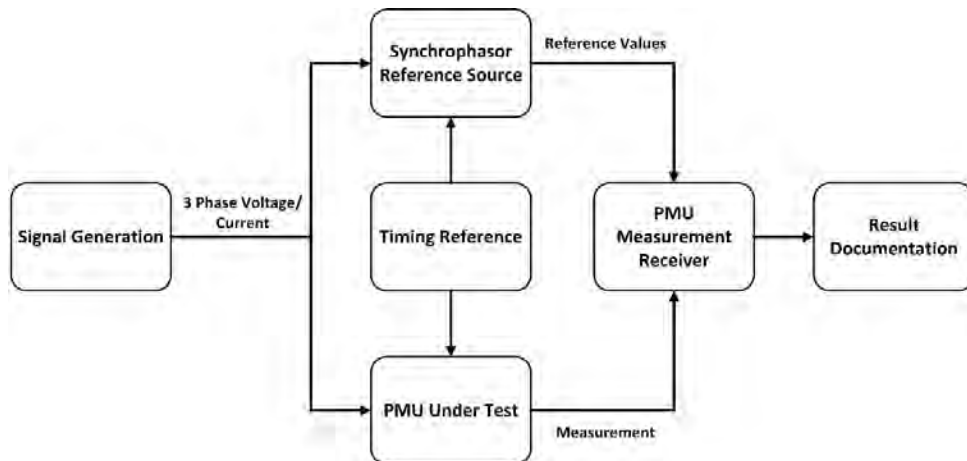 Synchrophasor
Reference Source
Reference Values
Signal Generation
3 Phase Voltage/
Current
Timing Reference
PMU
Measurement
Receiver
Result
Documentation
PMU Under Test
Measurement